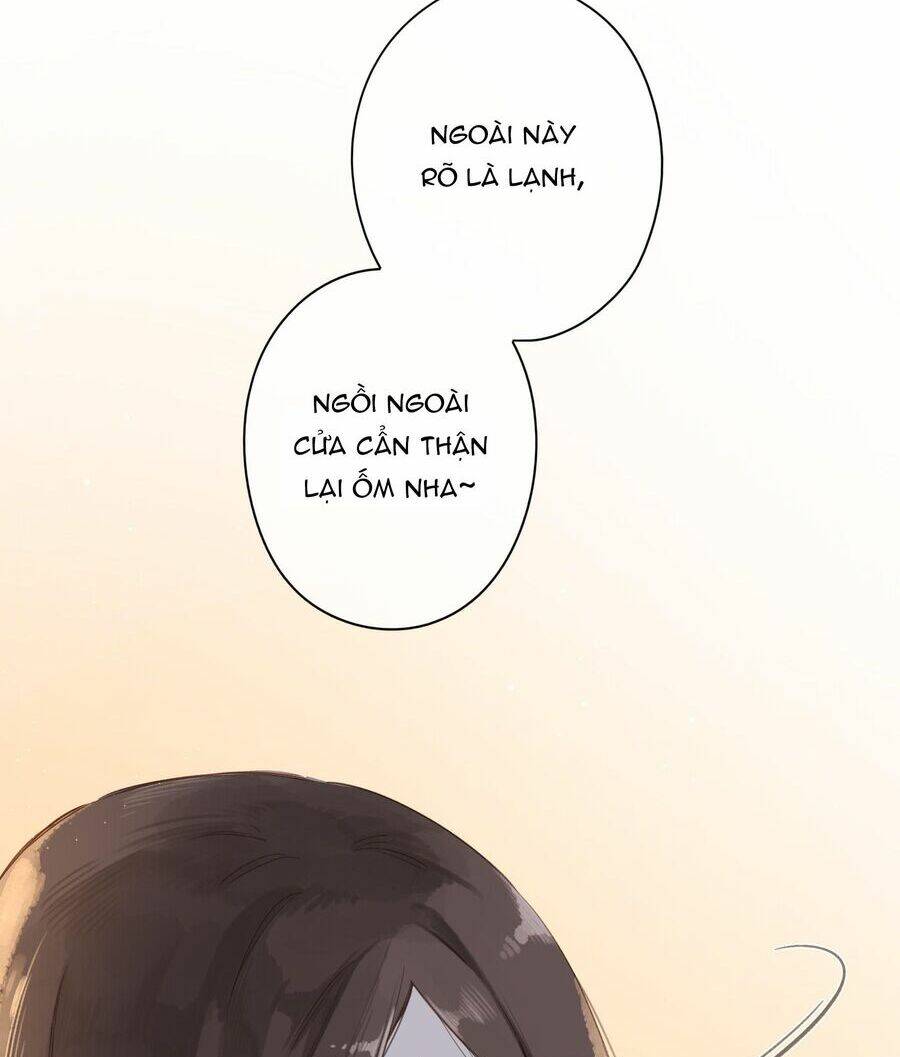 NGOÀI NÀY
RÕ LÀ LẠNH,
NGỒI NGOÀI
CỬA CẨN THẬN
LẠI ỐM NHA~